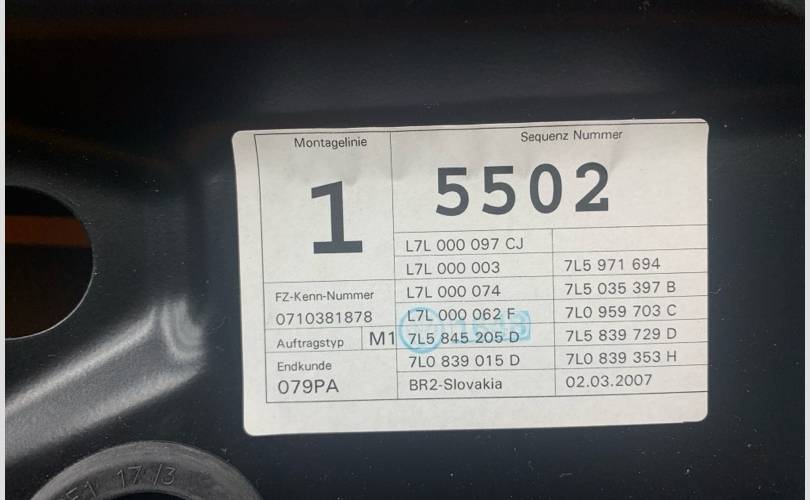 Montagelinie
Sequenz Nummer
1
5502
L7L 000 097 CJ
L7L 000 003
7L5 971 694
FZ-Kenn-Nummer
L7L 000 074
7L5 035 397 B
0710381878
L7L 000 062 F
7L0 959 703 C
Auftragstyp
M1
7L5 845 205 D
7L5 839 729 D
Endkunde
7L0 839 015 D
7L0 839 353 H
079PA
BR2-Slovakia
02.03.2007
17/3